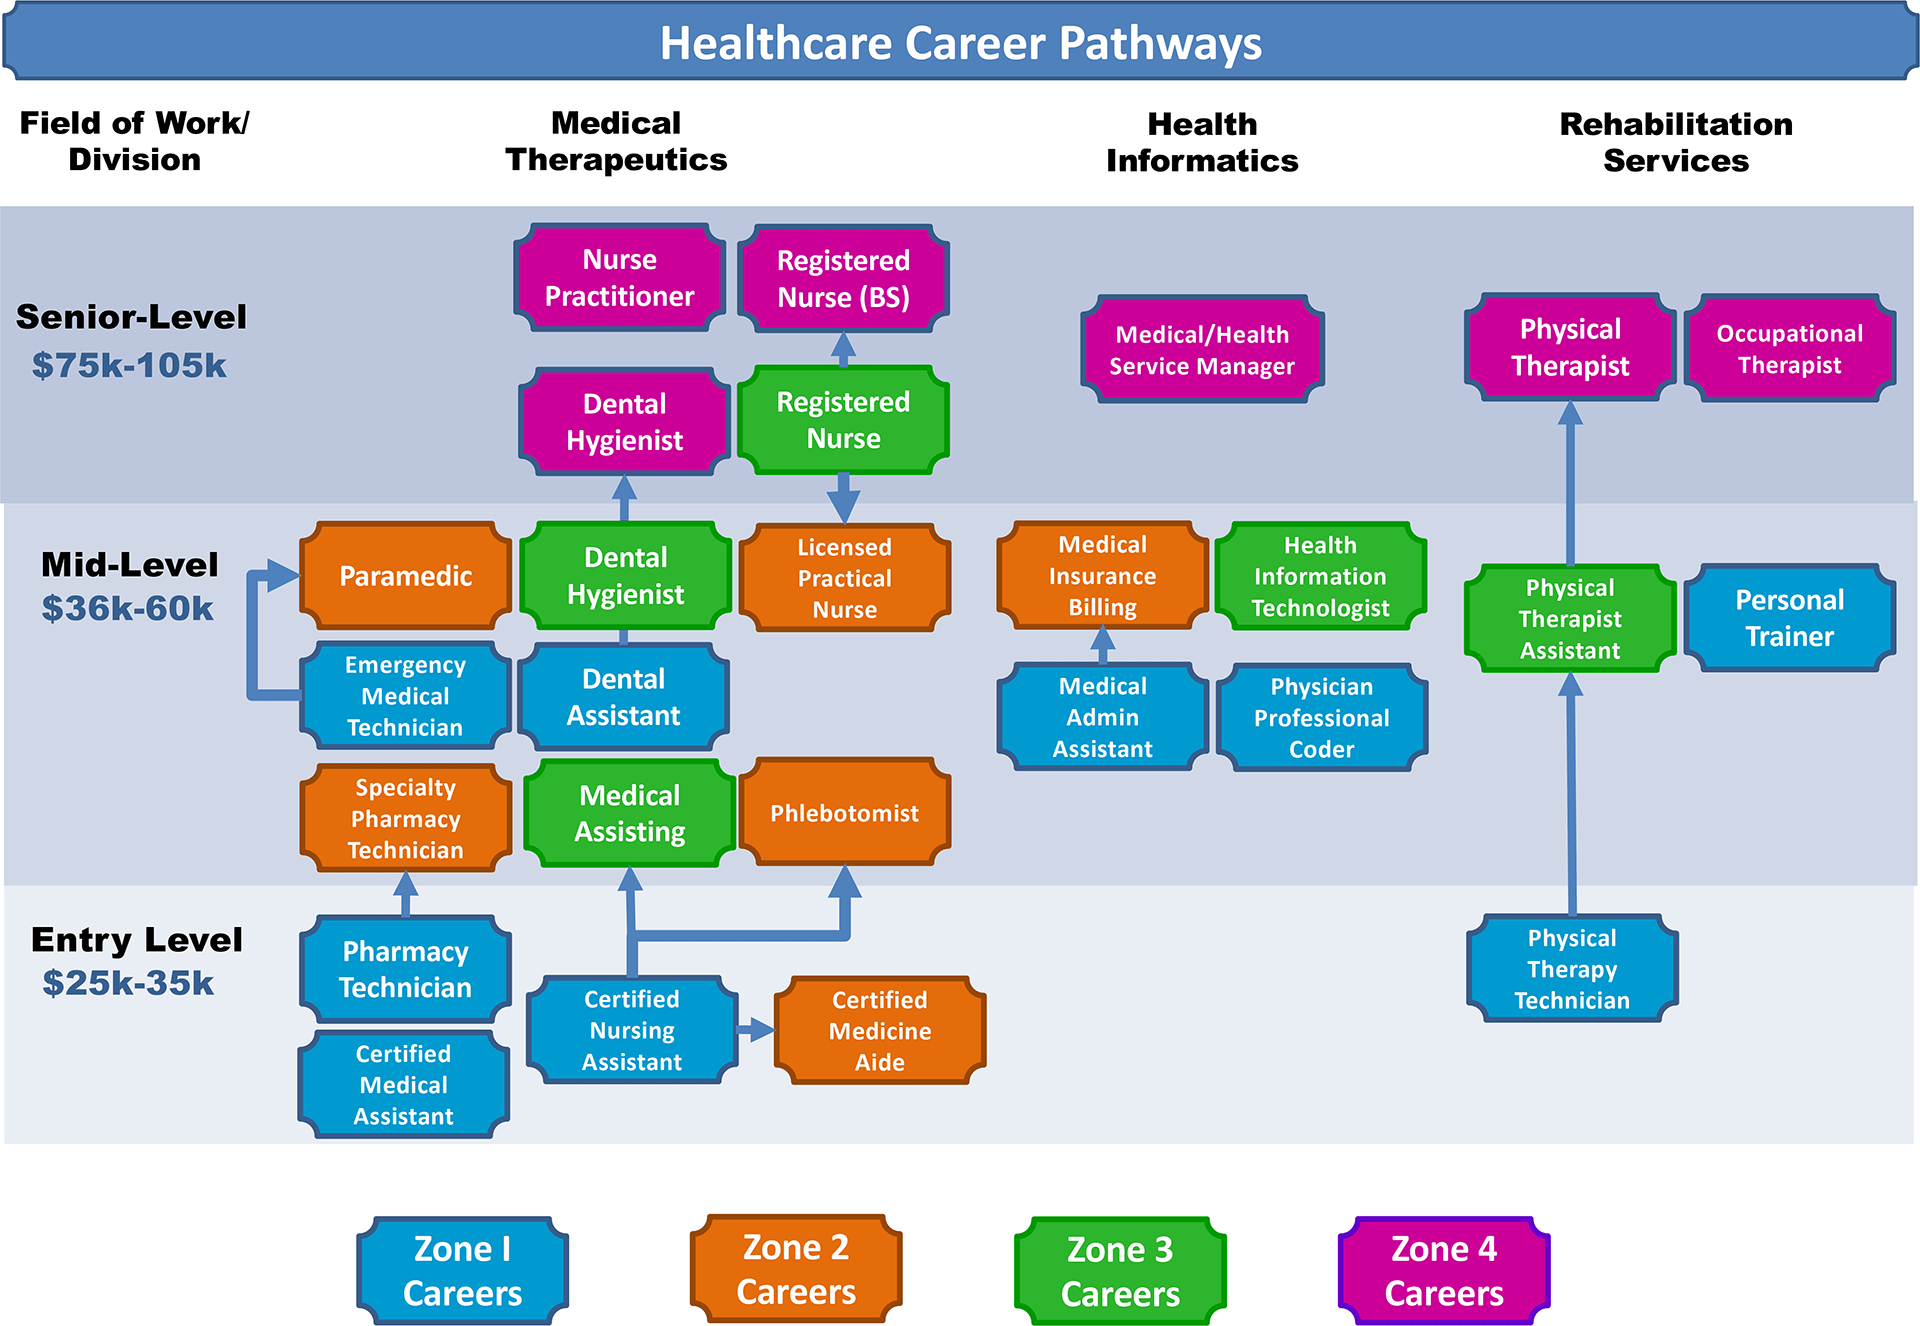 Healthcare Career Pathways
Field of Work/
Division
Medical
Therapeutics
Health
Informatics
Rehabilitation
Services
Senior-Level
$75k-105k
Nurse
Practitioner
Registered
Nurse (BS)
Dental
Hygienist
Registered
Nurse
Medical/Health
Service Manager
Physical
Therapist
Occupational
Therapist
Mid-Level
$36k-60k
Paramedic
Dental
Hygienist
Licensed
Practical
Nurse
Emergency
Medical
Technician
Dental
Assistant
Specialty
Pharmacy
Technician
Medical
Assisting
Phlebotomist
Medical
Insurance
Billing
Health
Information
Technologist
Medical
Admin
Assistant
Physician
Professional
Coder
Physical
Therapist
Assistant
Personal
Trainer
Entry Level
$25k-35k
Pharmacy
Technician
Certified
Medical
Assistant
Certified
Nursing
Assistant
Certified
Medicine
Aide
Physical
Therapy
Technician
Zone I
Careers
Zone 2
Careers
Zone 3
Careers
Zone 4
Careers